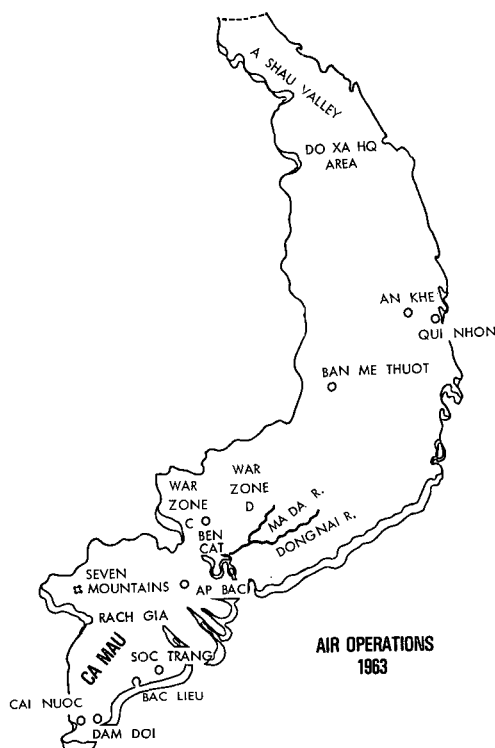 A SHAU VALLEY
DO XA HQ
AREA
AN KHE
QUI NHON
BAN ME THUOT
WAR
ZONE
D
WAR
ZONE
C
BEN
CAT
MA DA R.
DONGNAI R.
SEVEN
MOUNTAINS
AP BAC
RACH GIA
CA MAU
SOC TRANG
BAC LIEU
CAI NUOC
DAM DOI
AIR OPERATIONS
1963